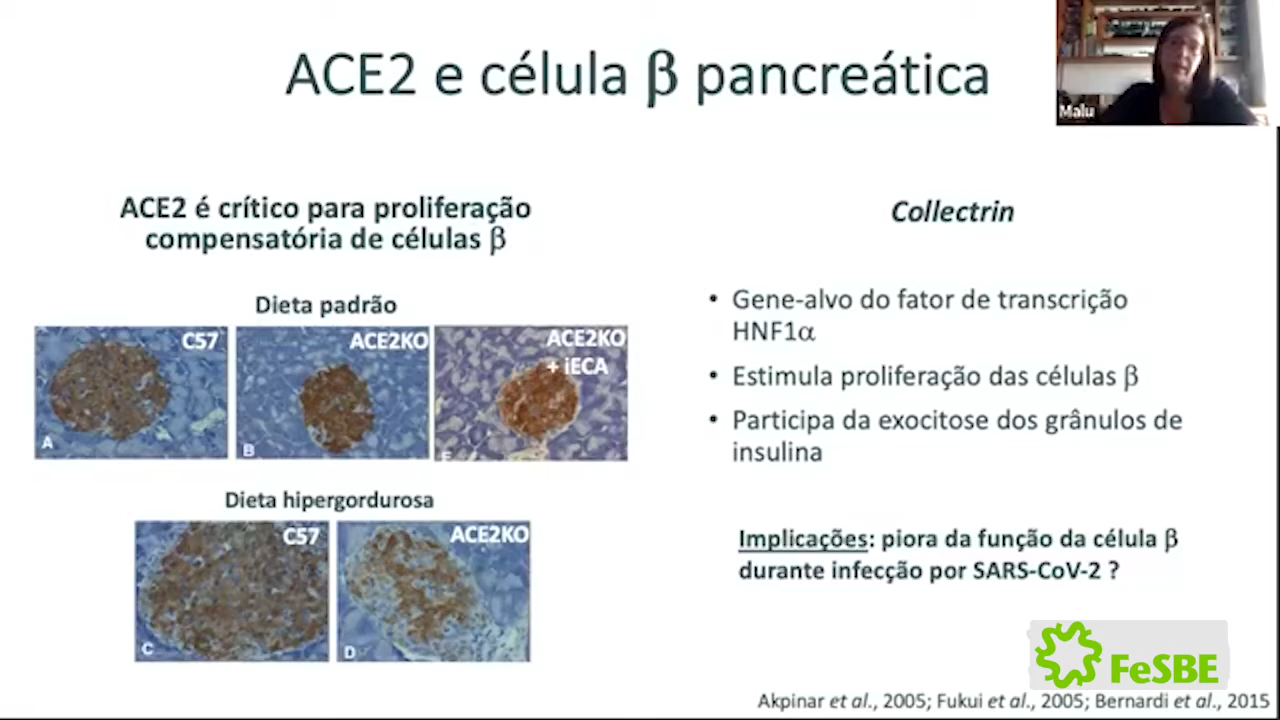 ACE2 e célula β pancreática
Malu
ACE2 é crítico para proliferação
compensatória de células β
Dieta padrão
C57
A
ACE2KO
B
ACE2KO
+ iECA
E
Dieta hipergordurosa
C57
C
ACE2KO
D
Collectrin
• Gene-alvo do fator de transcrição
HNF1α
• Estimula proliferação das células β
• Participa da exocitose dos grânulos de
insulina
Implicações: piora da função da célula β
durante infecção por SARS-CoV-2 ?
FeSBE
Akpinar et al., 2005; Fukui et al., 2005; Bernardi et al., 2015